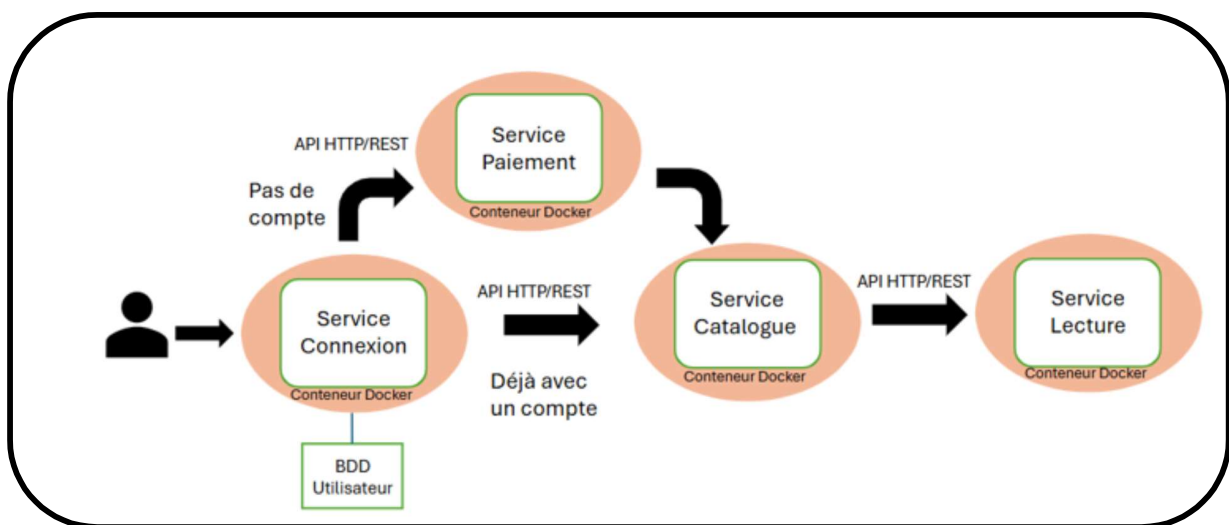 Service
Paiement
Conteneur Docker
API HTTP/REST
Pas de
compte
Service
Connexion
Conteneur Docker
BDD
Utilisateur
API HTTP/REST
Déjà avec
un compte
Service
Catalogue
Conteneur Docker
API HTTP/REST
Service
Lecture
Conteneur Docker